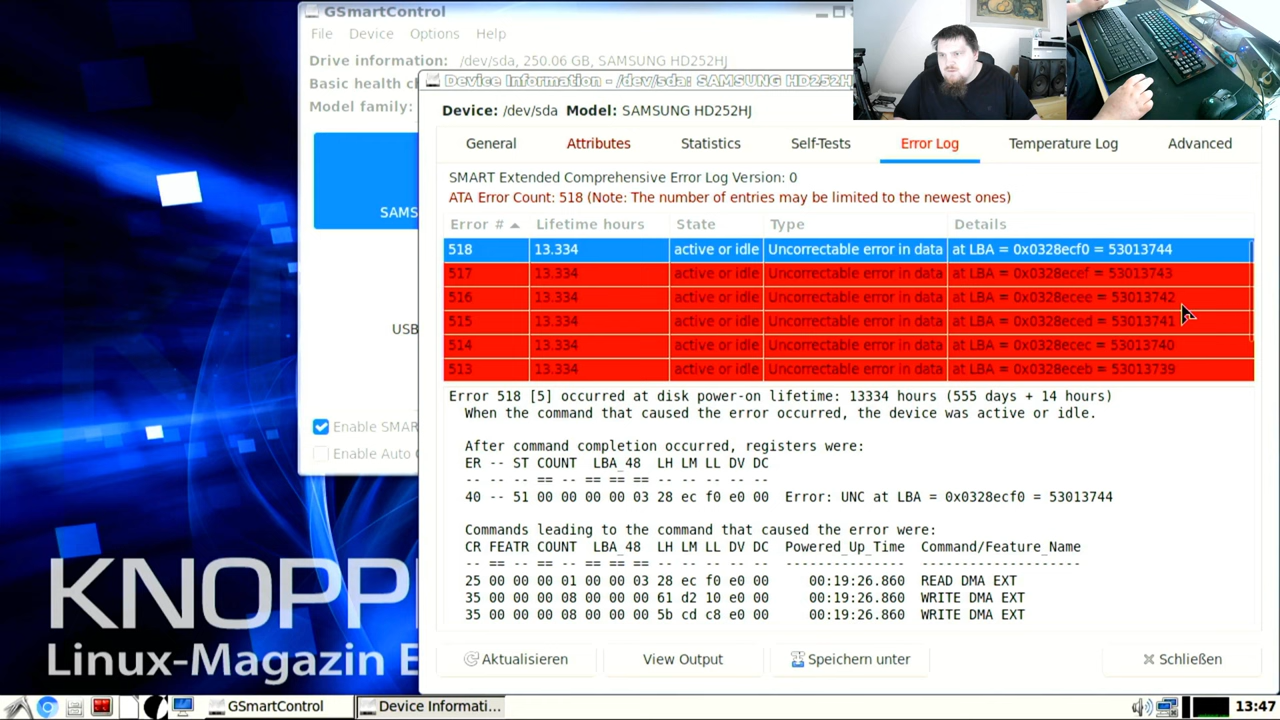 GSmartControl
File Device Options Help
Drive information: /dev/sda, 250.06 GB, SAMSUNG HD252HJ
Basic health ch
Model family:
SAMS
USB
Enable SMAR
Enable Auto
Device Information - /dev/sda: SAMSUNG HD252H
Device: /dev/sda Model: SAMSUNG HD252HJ
General Attributes Statistics Self-Tests Error Log Temperature Log Advanced
SMART Extended Comprehensive Error Log Version: 0
ATA Error Count: 518 (Note: The number of entries may be limited to the newest ones)
Error # Lifetime hours State Type Details
518 13.334 active or idle Uncorrectable error in data at LBA = 0x0328ecf0 = 53013744
517 13.334 active or idle Uncorrectable error in data at LBA = 0x0328ecef = 53013743
516 13.334 active or idle Uncorrectable error in data at LBA = 0x0328ecee = 53013742
515 13.334 active or idle Uncorrectable error in data at LBA = 0x0328eced = 53013741
514 13.334 active or idle Uncorrectable error in data at LBA = 0x0328ecec = 53013740
513 13.334 active or idle Uncorrectable error in data at LBA = 0x0328eceb = 53013739
Error 518 [5] occurred at disk power-on lifetime: 13334 hours (555 days + 14 hours)
When the command that caused the error occurred, the device was active or idle.
After command completion occurred, registers were:
ER -- ST COUNT LBA_48 LH LM LL DV DC
-- -- -- == -- == == == -- -- -- -- --
40 -- 51 00 00 00 00 03 28 ec f0 e0 00 Error: UNC at LBA = 0x0328ecf0 = 53013744
Commands leading to the command that caused the error were:
CR FEATR COUNT LBA_48 LH LM LL DV DC Powered_Up_Time Command/Feature_Name
-- == -- == -- == == == -- -- -- -- -- --------------- --------------------
25 00 00 00 01 00 00 03 28 ec f0 e0 00 00:19:26.860 READ DMA EXT
35 00 00 00 08 00 00 00 61 d2 10 e0 00 00:19:26.860 WRITE DMA EXT
35 00 00 00 08 00 00 00 5b cd c8 e0 00 00:19:26.860 WRITE DMA EXT
Aktualisieren View Output Speichern unter Schließen
KNOPP
Linux-Magazin E
GSmartControl Device Informati... 13:47